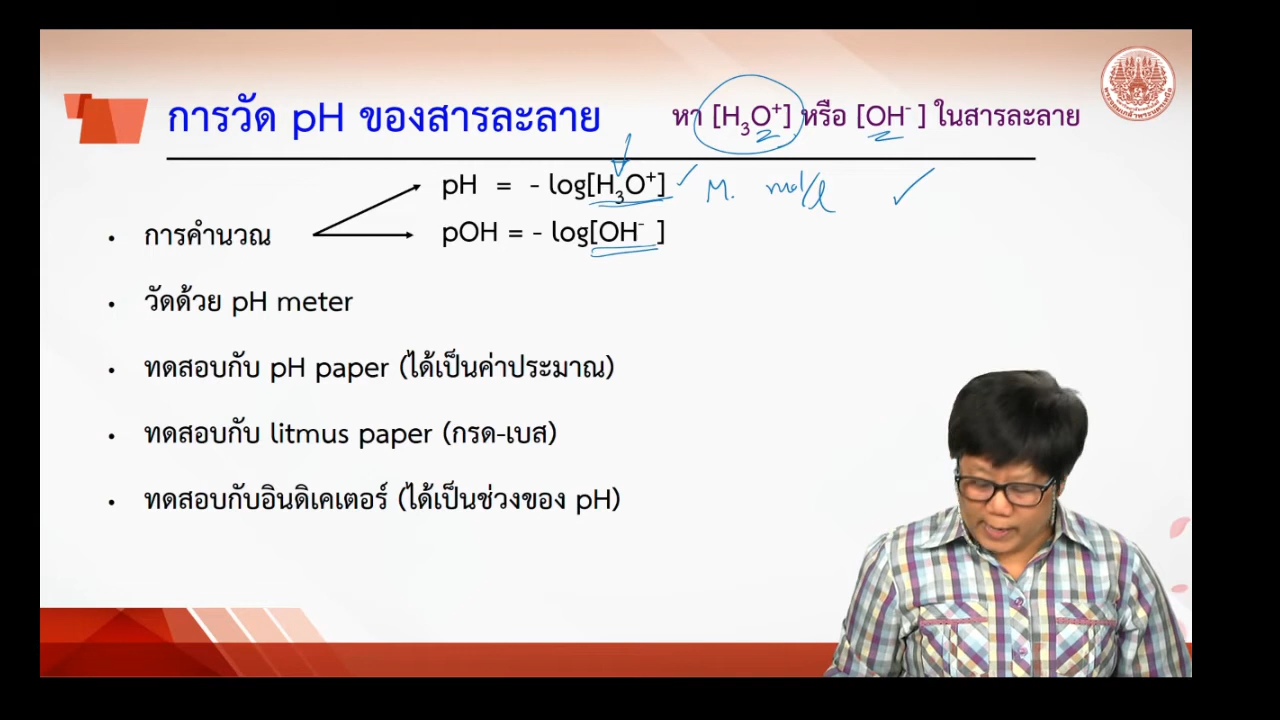 การวัด pH ของสารละลาย
หา [H₃O⁺] หรือ [OH⁻ ] ในสารละลาย
pH = - log[H₃O⁺] ✓ M. mol/l ✓
• การคำนวณ
pOH = - log[OH⁻ ]
• วัดด้วย pH meter
• ทดสอบกับ pH paper (ได้เป็นค่าประมาณ)
• ทดสอบกับ litmus paper (กรด-เบส)
• ทดสอบกับอินดิเคเตอร์ (ได้เป็นช่วงของ pH)